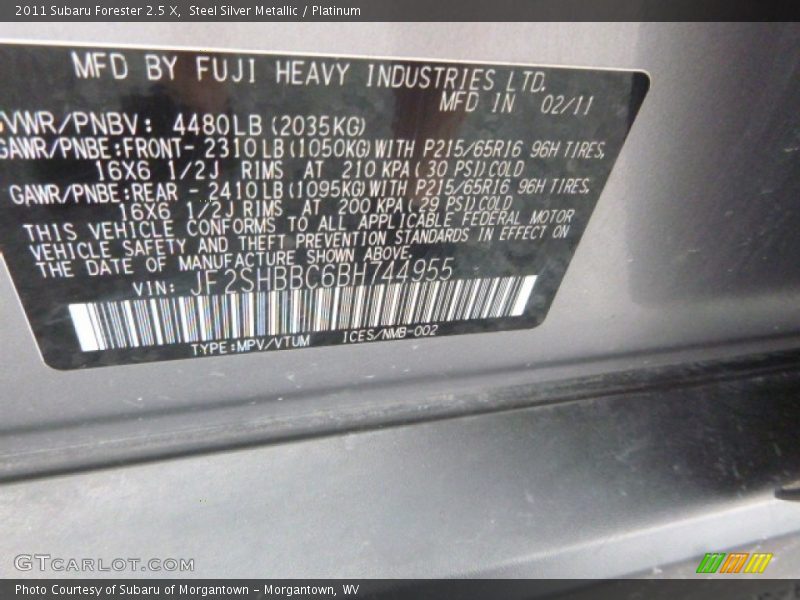 2011 Subaru Forester 2.5 X, Steel Silver Metallic / Platinum
MFD BY FUJI HEAVY INDUSTRIES LTD.
MFD IN 02/11
GVWR/PNBV: 4480LB (2035KG)
GAWR/PNBE:FRONT- 2310LB (1050KG) WITH P215/65R16 96H TIRES,
16X6 1/2J RIMS AT 210 KPA ( 30 PSI) COLD
GAWR/PNBE:REAR - 2410LB (1095KG) WITH P215/65R16 96H TIRES,
16X6 1/2J RIMS AT 200 KPA ( 29 PSI) COLD
THIS VEHICLE CONFORMS TO ALL APPLICABLE FEDERAL MOTOR
VEHICLE SAFETY AND THEFT PREVENTION STANDARDS IN EFFECT ON
THE DATE OF MANUFACTURE SHOWN ABOVE.
VIN: JF2SHBBC6BH744955
TYPE:MPV/VTUM ICES/NMB-002
GTCARLOT.COM
Photo Courtesy of Subaru of Morgantown - Morgantown, WV